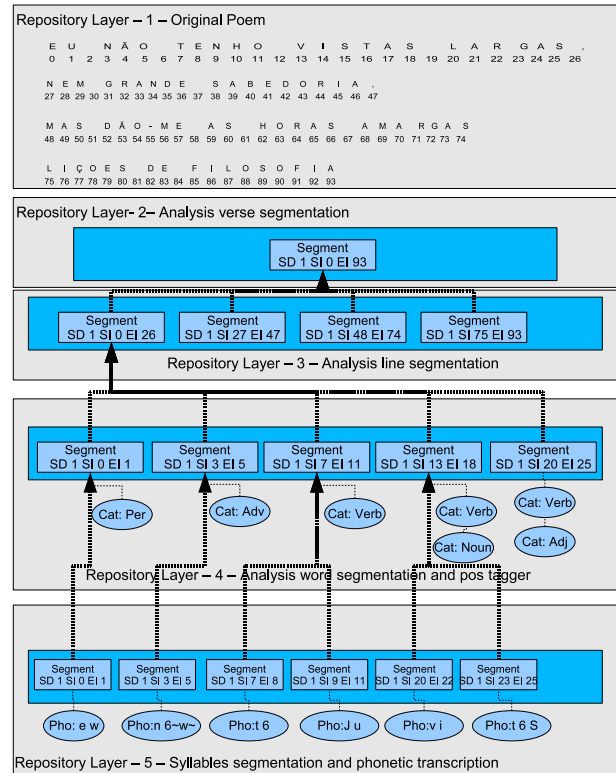 Repository Layer – 1 – Original Poem
E U N Ã O T E N H O V I S T A S L A R G A S ,
0 1 2 3 4 5 6 7 8 9 10 11 12 13 14 15 16 17 18 19 20 21 22 23 24 25 26
N E M G R A N D E S A B E D O R I A ,
27 28 29 30 31 32 33 34 35 36 37 38 39 40 41 42 43 44 45 46 47
M A S D Ã O - M E A S H O R A S A M A R G A S
48 49 50 51 52 53 54 55 56 57 58 59 60 61 62 63 64 65 66 67 68 69 70 71 72 73 74
L I Ç O E S D E F I L O S O F I A
75 76 77 78 79 80 81 82 83 84 85 86 87 88 89 90 91 92 93
Repository Layer- 2– Analysis verse segmentation
Segment
SD 1 SI 0 EI 93
Segment Segment Segment Segment
SD 1 SI 0 EI 26 SD 1 SI 27 EI 47 SD 1 SI 48 EI 74 SD 1 SI 75 EI 93
Repository Layer – 3 – Analysis line segmentation
Segment Segment Segment Segment Segment
SD 1 SI 0 EI 1 SD 1 SI 3 EI 5 SD 1 SI 7 EI 11 SD 1 SI 13 EI 18 SD 1 SI 20 EI 25
Cat: Per Cat: Adv Cat: Verb Cat: Verb Cat: Verb
Cat: Noun Cat: Adj
Repository Layer – 4 – Analysis word segmentation and pos tagger
Segment Segment Segment Segment Segment Segment
SD 1 SI 0 EI 1 SD 1 SI 3 EI 5 SD 1 SI 7 EI 8 SD 1 SI 9 EI 11 SD 1 SI 20 EI 22 SD 1 SI 23 EI 25
Pho: e w Pho:n 6~w~ Pho:t 6 Pho:J u Pho:v i Pho:t 6 S
Repository Layer – 5 – Syllables segmentation and phonetic transcription